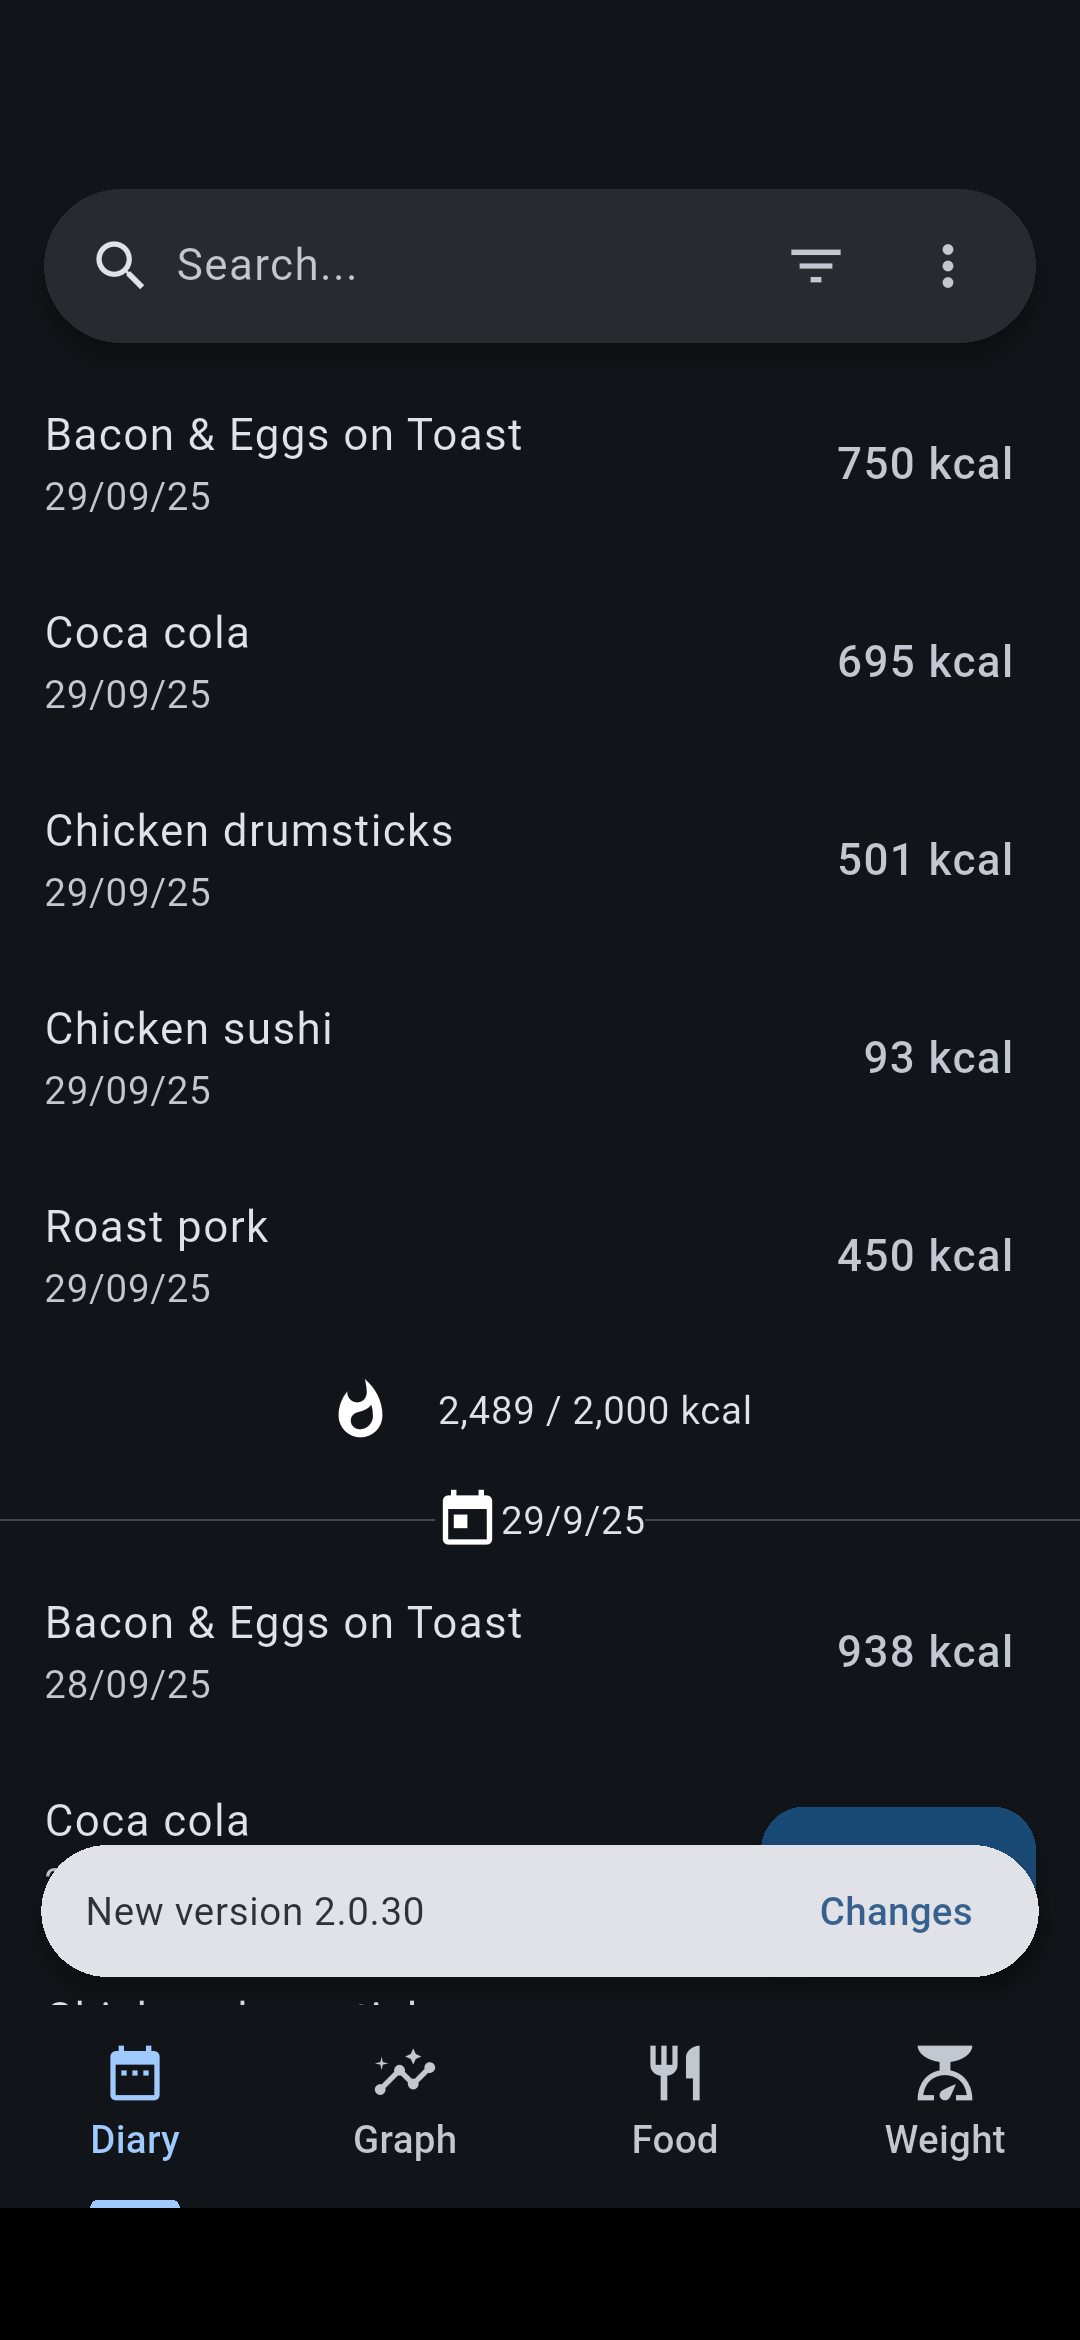 Search...
Bacon & Eggs on Toast
29/09/25
750 kcal
Coca cola
29/09/25
695 kcal
Chicken drumsticks
29/09/25
501 kcal
Chicken sushi
29/09/25
93 kcal
Roast pork
29/09/25
450 kcal
2,489 / 2,000 kcal
29/9/25
Bacon & Eggs on Toast
28/09/25
938 kcal
Coca cola
New version 2.0.30
Changes
Diary
Graph
Food
Weight